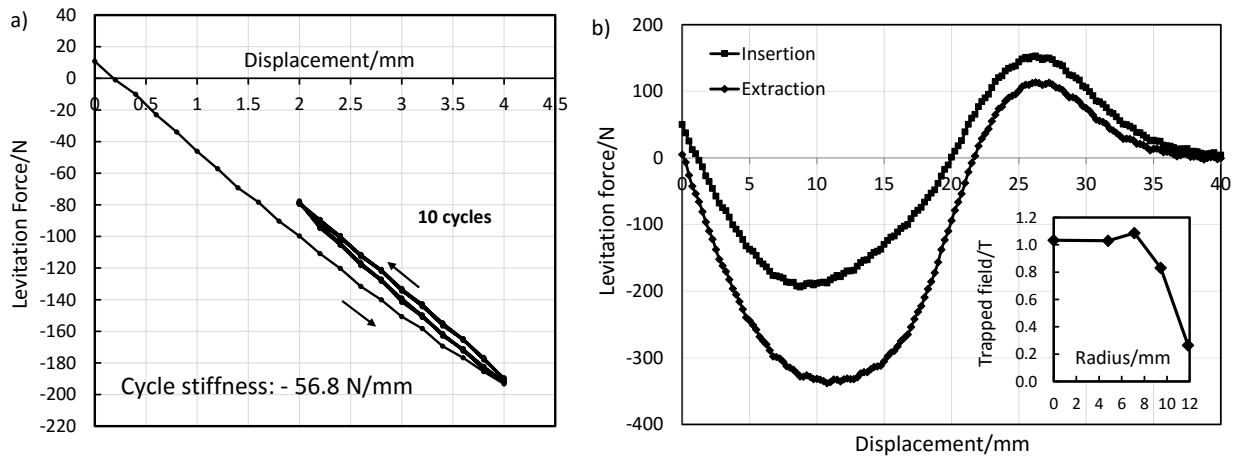 a)
Levitation Force/N
40
20
0
-20
-40
-60
-80
-100
-120
-140
-160
-180
-200
-220
Displacement/mm
0 0.5 1.0 1.5 2 2.5 3.0 3.5 4.0 4.5
10 cycles
Cycle stiffness: - 56.8 N/mm
b)
Levitation force/N
200
150
100
0
-100
-200
-300
-400
Insertion
Extraction
0 5 10 15 20 25 30 35 40
Displacement/mm
Trapped field/T
1.2
1.0
0.8
0.6
0.4
0.2
0.0
Radius/mm
0 2 4 6 8 10 12